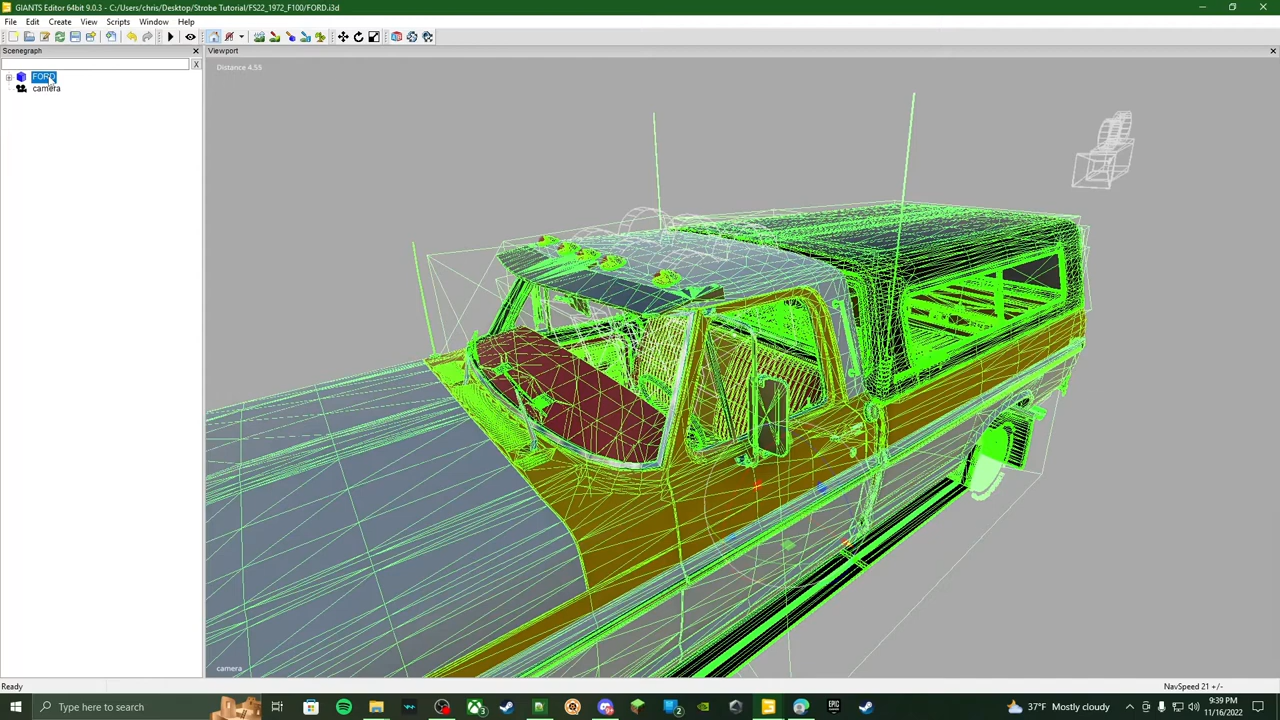 GIANTS Editor 64bit 9.0.3 - C:/Users/chris/Desktop/Strobe Tutorial/FS22_1972_F100/FORD.i3d
File Edit Create View Scripts Window Help
Scenegraph
Viewport
X
Distance 4.55
FORD
camera
camera
Ready
NavSpeed 21 +/-
Type here to search
37°F Mostly cloudy
9:39 PM
11/16/2022